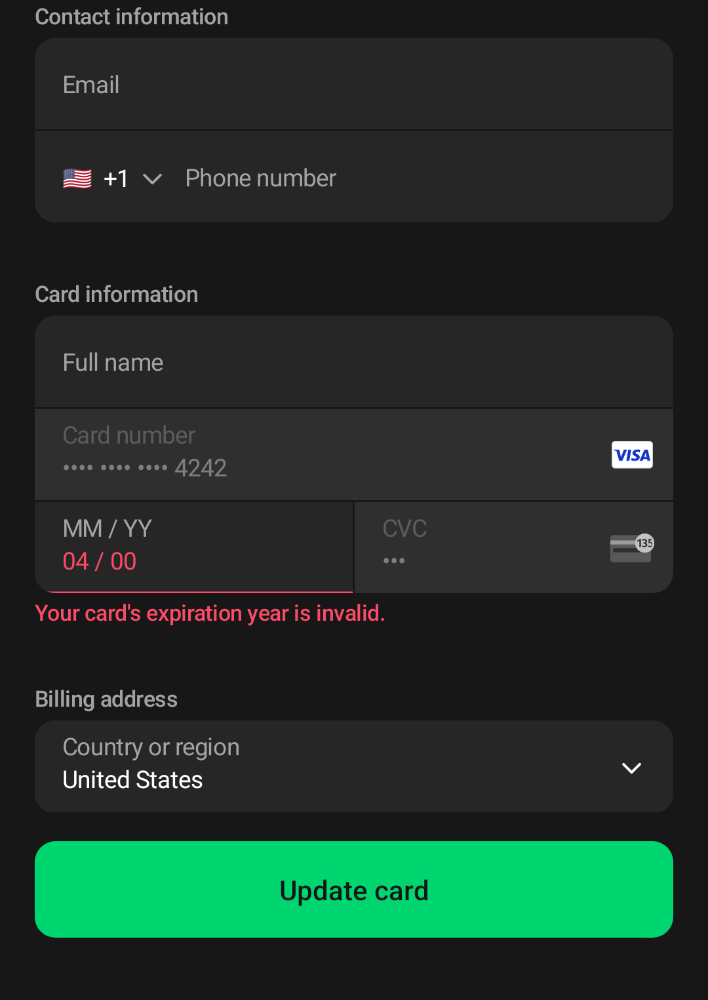 Contact information
Email
+1 Phone number
Card information
Full name
Card number
•••• •••• •••• 4242
VISA
MM / YY
04 / 00
CVC
•••
135
Your card's expiration year is invalid.
Billing address
Country or region
United States
Update card